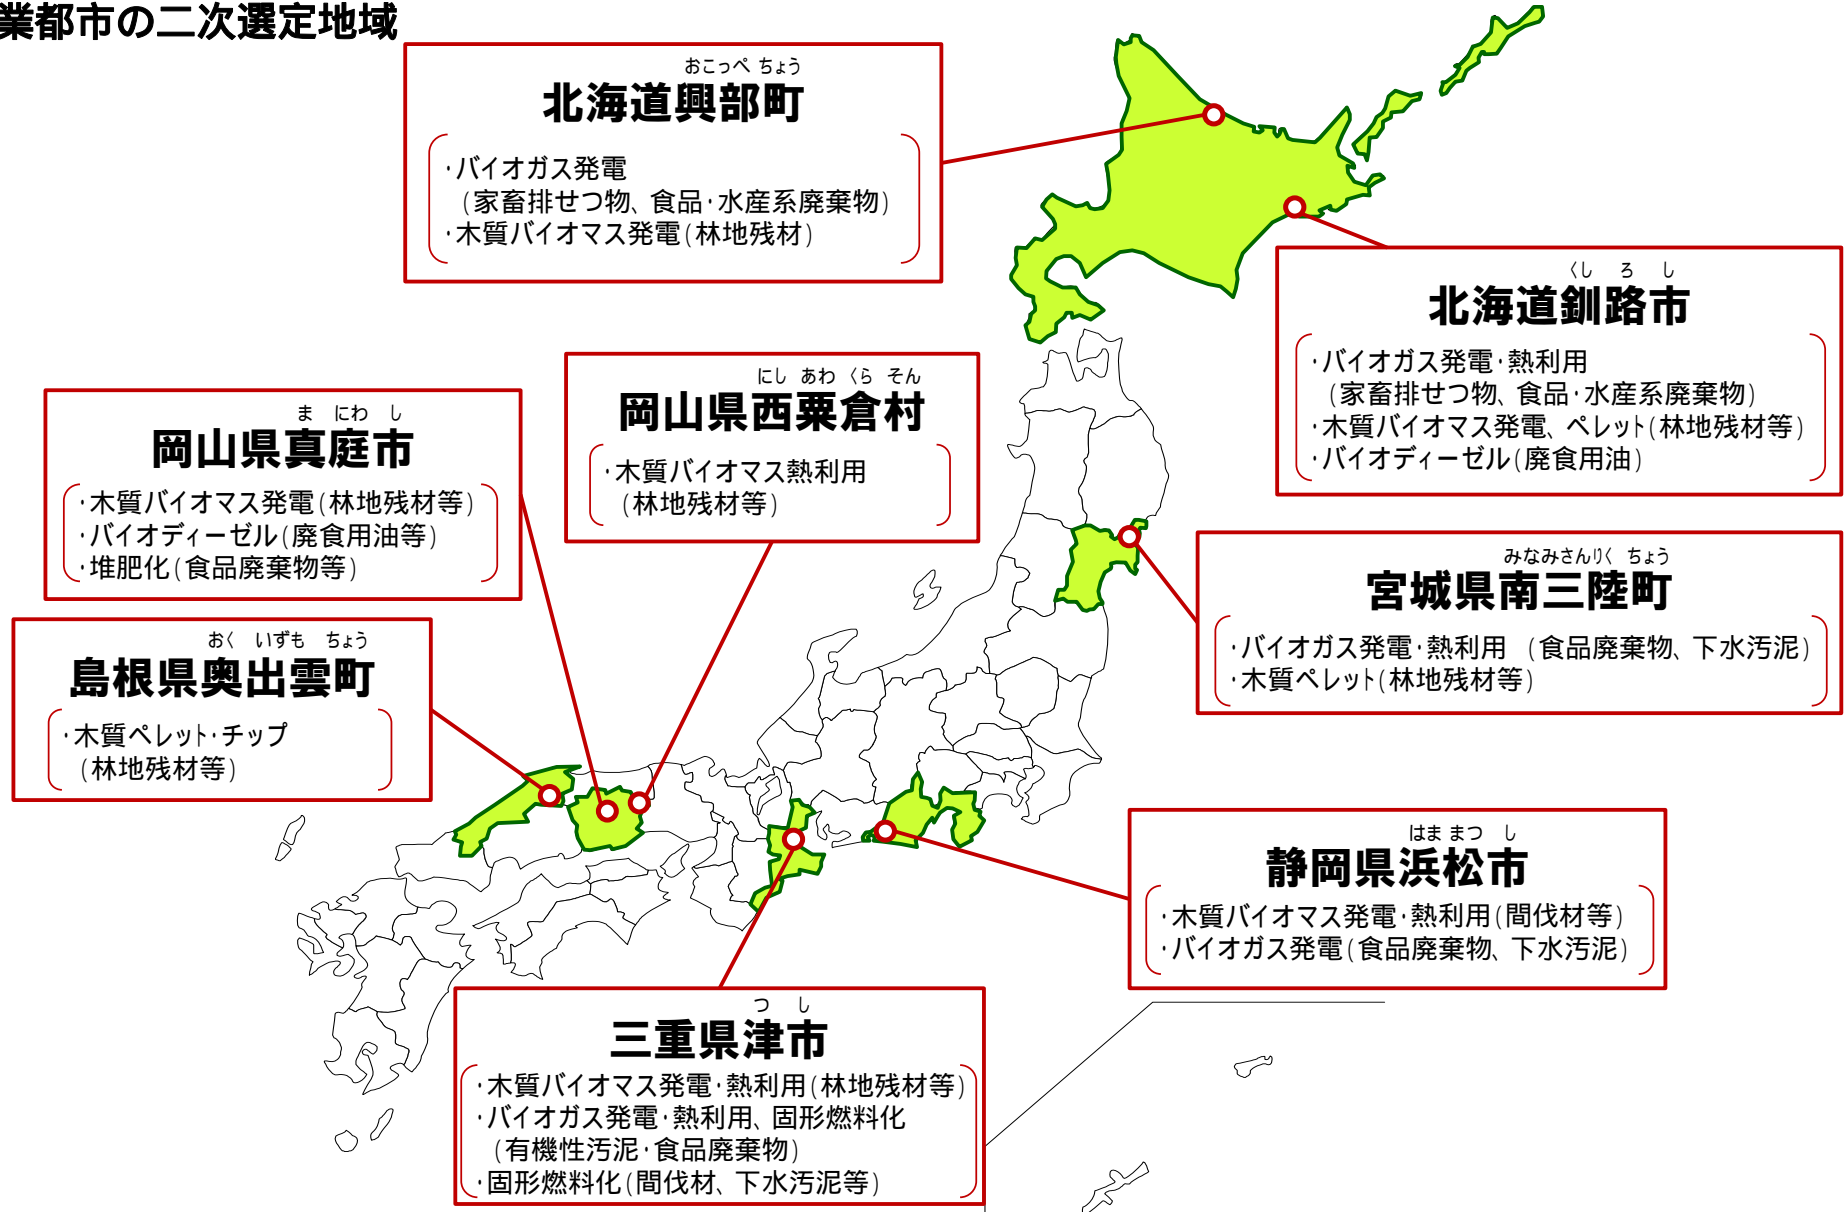 業都市の二次選定地域
おこっぺ ちょう
北海道興部町
・バイオガス発電
(家畜排せつ物、食品・水産系廃棄物)
・木質バイオマス発電(林地残材)
くし ろ し
北海道釧路市
・バイオガス発電・熱利用
(家畜排せつ物、食品・水産系廃棄物)
・木質バイオマス発電、ペレット(林地残材等)
・バイオディーゼル(廃食用油)
にし あわ くら そん
岡山県西粟倉村
・木質バイオマス熱利用
(林地残材等)
ま にわ し
岡山県真庭市
・木質バイオマス発電(林地残材等)
・バイオディーゼル(廃食用油等)
・堆肥化(食品廃棄物等)
みなみさんりく ちょう
宮城県南三陸町
・バイオガス発電・熱利用 (食品廃棄物、下水汚泥)
・木質ペレット(林地残材等)
おく いずも ちょう
島根県奥出雲町
・木質ペレット・チップ
(林地残材等)
はま まつ し
静岡県浜松市
・木質バイオマス発電・熱利用(間伐材等)
・バイオガス発電(食品廃棄物、下水汚泥)
つ し
三重県津市
・木質バイオマス発電・熱利用(林地残材等)
・バイオガス発電・熱利用、固形燃料化
(有機性汚泥・食品廃棄物)
・固形燃料化(間伐材、下水汚泥等)